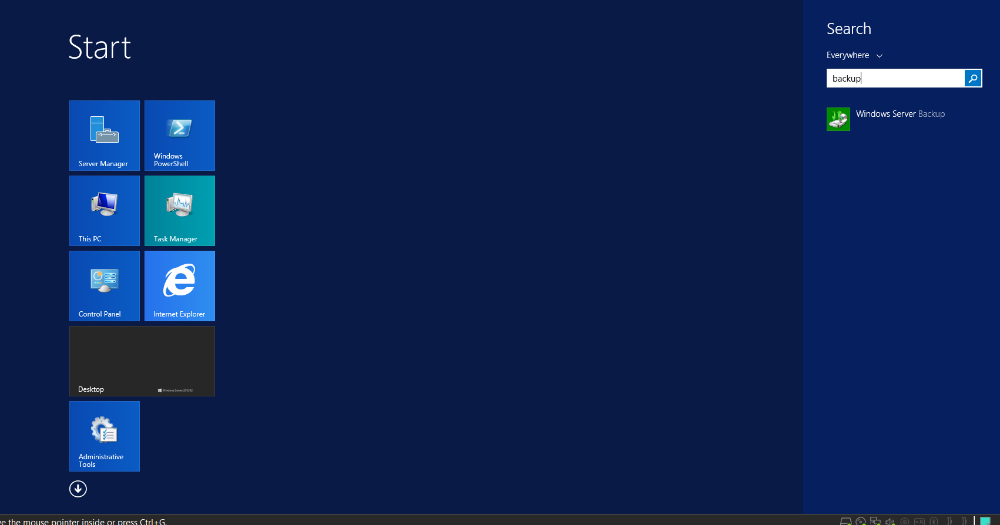 Start
Search
Everywhere
backup
Windows Server Backup
Server Manager
Windows
PowerShell
This PC
Task Manager
Control Panel
Internet Explorer
Desktop
Windows Server 2012 R2
Administrative
Tools
ve the mouse pointer inside or press Ctrl+G.